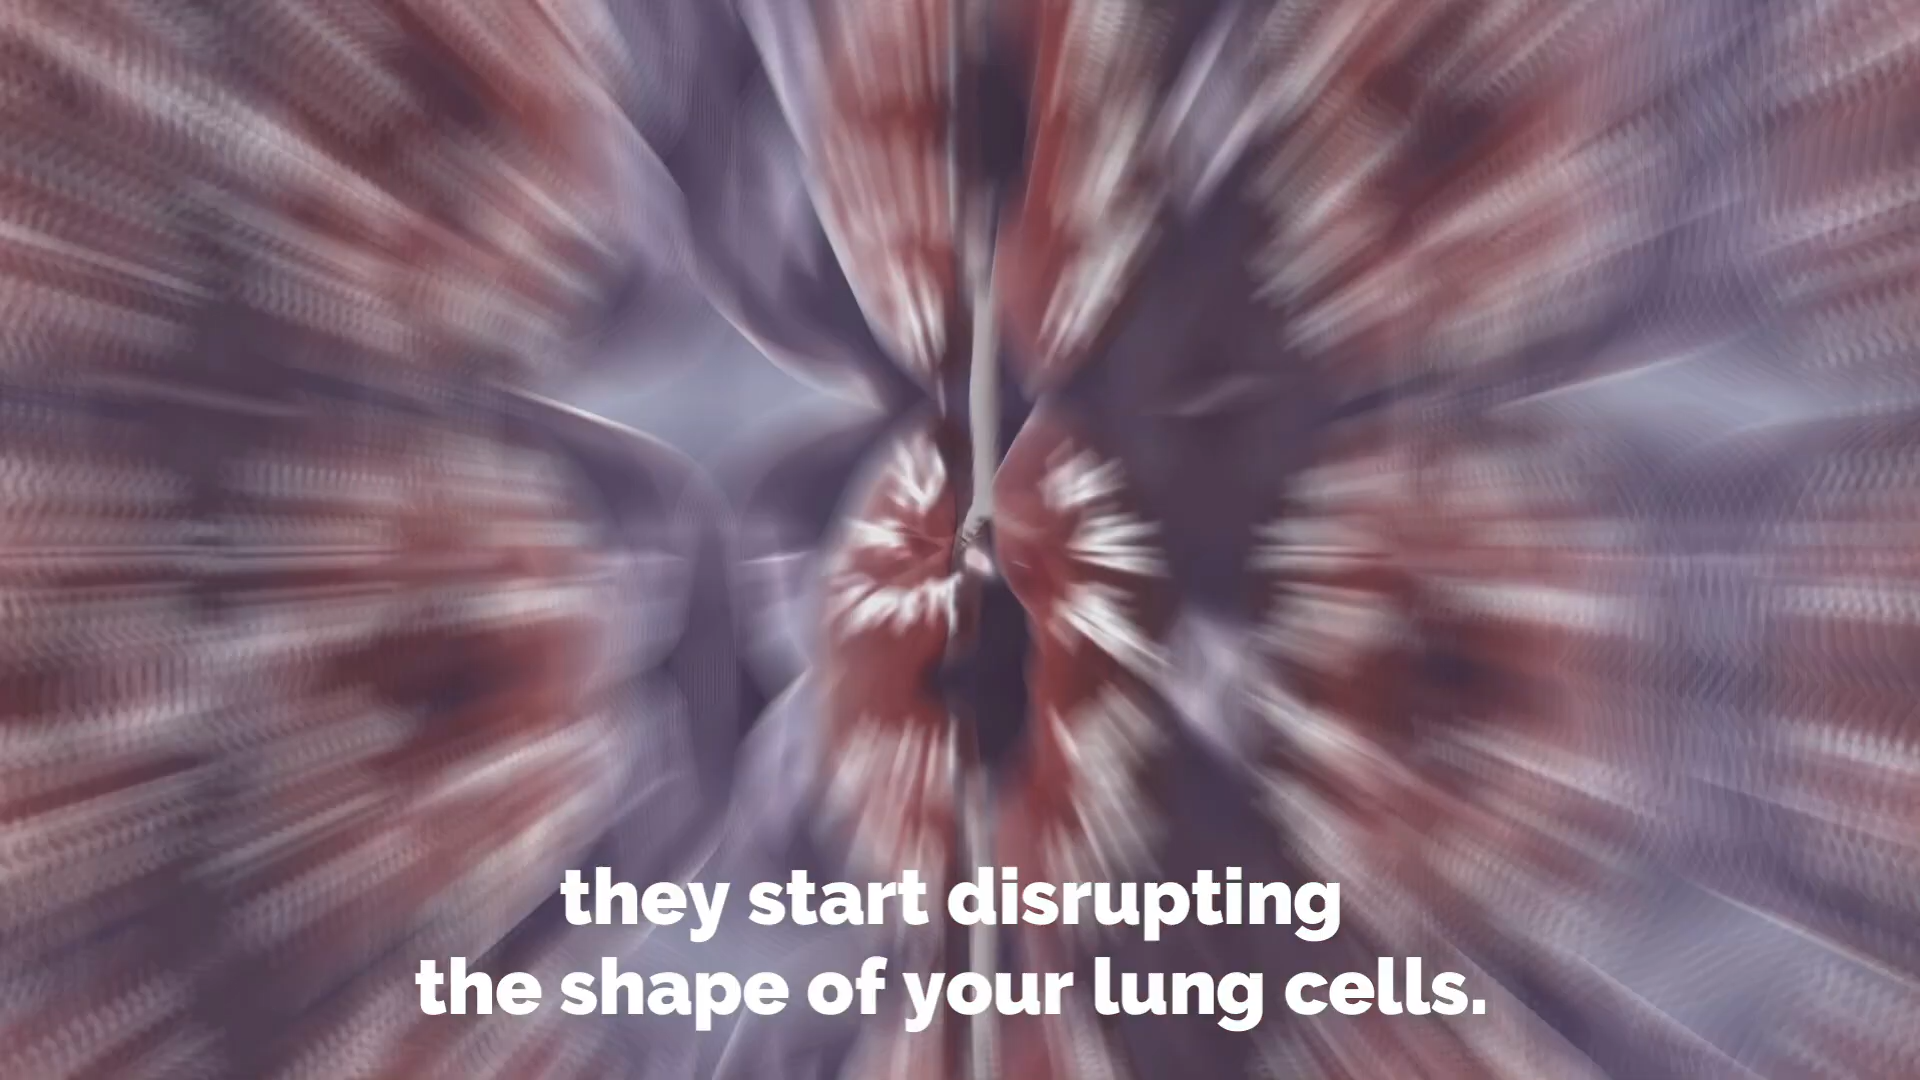 they start disrupting
the shape of your lung cells.